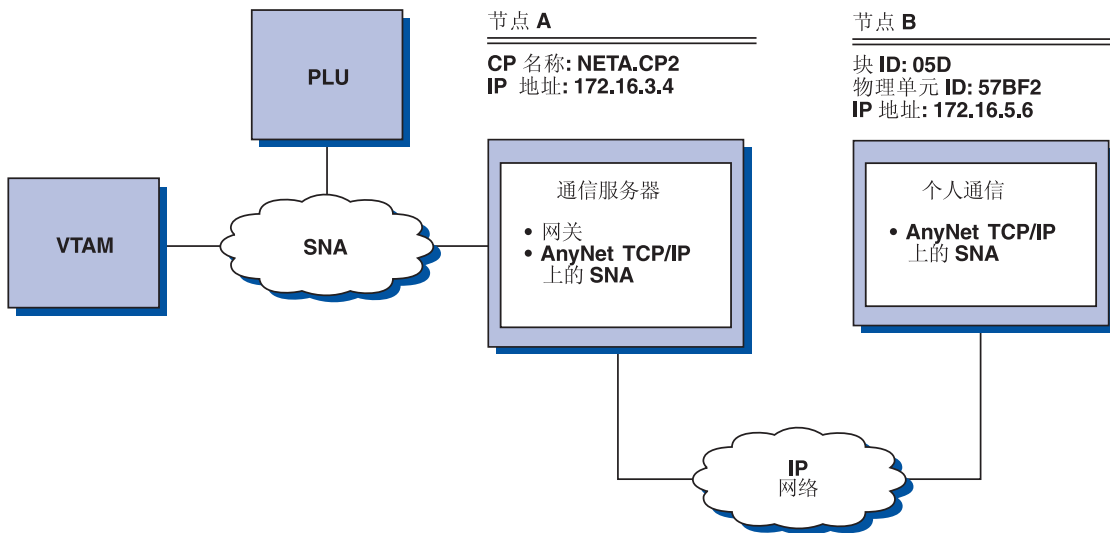 PLU
VTAM
SNA
节点 A
CP 名称: NETA.CP2
IP 地址: 172.16.3.4
通信服务器
• 网关
• AnyNet TCP/IP
上的 SNA
节点 B
块 ID: 05D
物理单元 ID: 57BF2
IP 地址: 172.16.5.6
个人通信
• AnyNet TCP/IP
上的 SNA
IP
网络